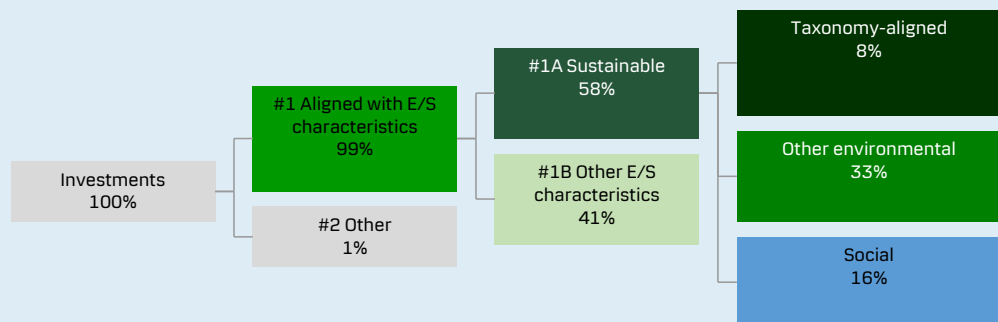 Investments
100%
#1 Aligned with E/S
characteristics
99%
#2 Other
1%
#1A Sustainable
58%
#1B Other E/S
characteristics
41%
Taxonomy-aligned
8%
Other environmental
33%
Social
16%